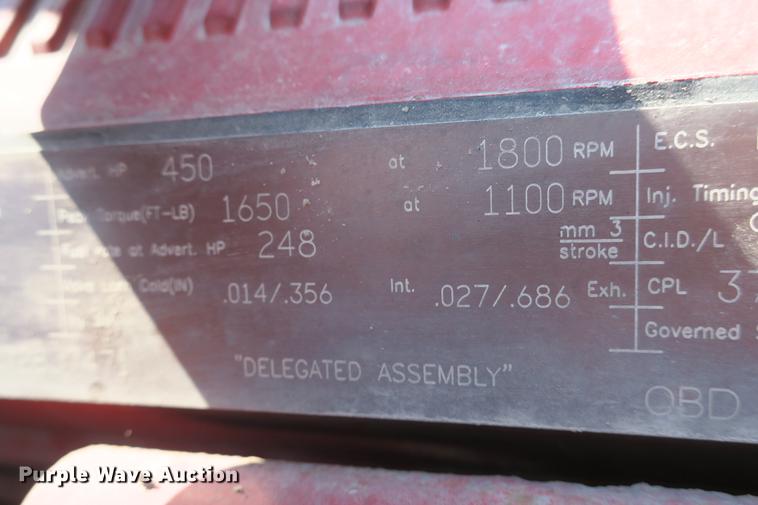 Advert. HP 450 at 1800 RPM E.C.S.
Peak Torque(FT-LB) 1650 at 1100 RPM Inj. Timing
Fuel Rate at Advert. HP 248 mm 3 stroke C.I.D./L
Valve Lash Cold(IN) .014/.356 Int. .027/.686 Exh. CPL
Governed
"DELEGATED ASSEMBLY"
OBD
Purple Wave Auction